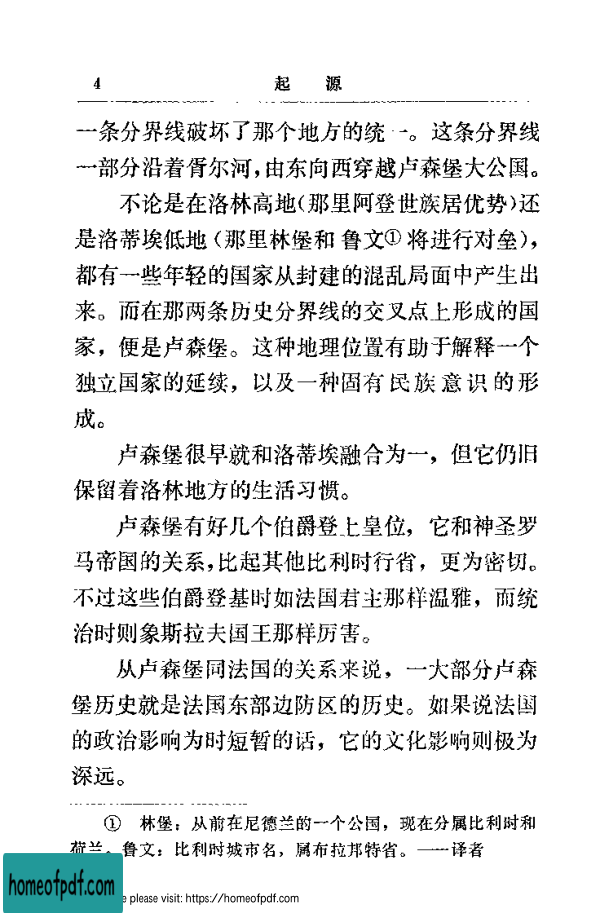 4 起 源
一条分界线破坏了那个地方的统一。这条分界线
一部分沿着胥尔河,由东向西穿越卢森堡大公国。
不论是在洛林高地(那里阿登世族居优势)还
是洛蒂埃低地(那里林堡和鲁文①将进行对垒),
都有一些年轻的国家从封建的混乱局面中产生出
来。而在那两条历史分界线的交叉点上形成的国
家，便是卢森堡。这种地理位置有助于解释一个
独立国家的延续，以及一种固有民族意识的形
成。
卢森堡很早就和洛蒂埃融合为一，但它仍旧
保留着洛林地方的生活习惯。
卢森堡有好几个伯爵登上皇位，它和神圣罗
马帝国的关系,比起其他比利时行省，更为密切。
不过这些伯爵登基时如法国君主那样温雅，而统
治时则象斯拉夫国王那样厉害。
从卢森堡同法国的关系来说，一大部分卢森
堡历史就是法国东部边防区的历史。如果说法国
的政治影响为时短暂的话，它的文化影响则极为
深远。
① 林堡：从前在尼德兰的一个公国，现在分属比利时和
荷兰。鲁文：比利时城市名，属布拉邦特省。——译者
homeofpdf.com
e please visit: https://homeofpdf.com